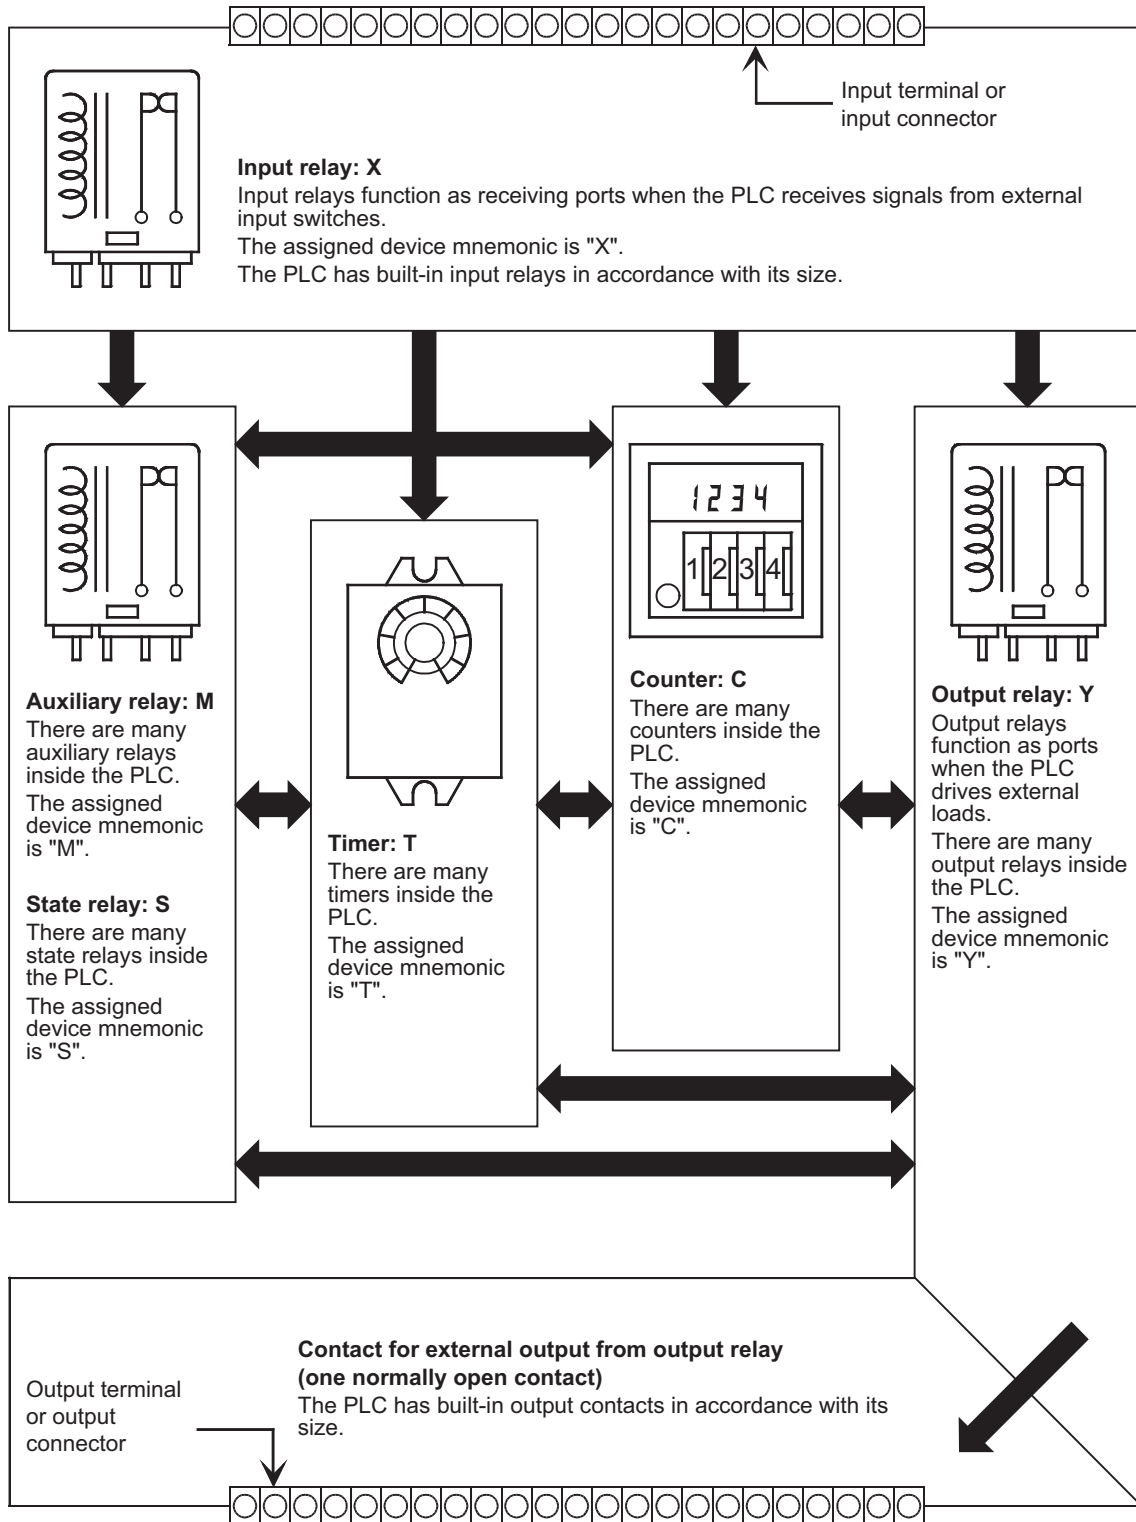 Input terminal or
input connector
Input relay: X
Input relays function as receiving ports when the PLC receives signals from external
input switches.
The assigned device mnemonic is "X".
The PLC has built-in input relays in accordance with its size.
Auxiliary relay: M
There are many
auxiliary relays
inside the PLC.
The assigned
device mnemonic
is "M".
State relay: S
There are many
state relays inside
the PLC.
The assigned
device mnemonic
is "S".
Timer: T
There are many
timers inside the
PLC.
The assigned
device mnemonic
is "T".
1234
1 2 3 4
Counter: C
There are many
counters inside the
PLC.
The assigned
device mnemonic
is "C".
Output relay: Y
Output relays
function as ports
when the PLC
drives external
loads.
There are many
output relays inside
the PLC.
The assigned
device mnemonic
is "Y".
Contact for external output from output relay
(one normally open contact)
The PLC has built-in output contacts in accordance with its
size.
Output terminal
or output
connector